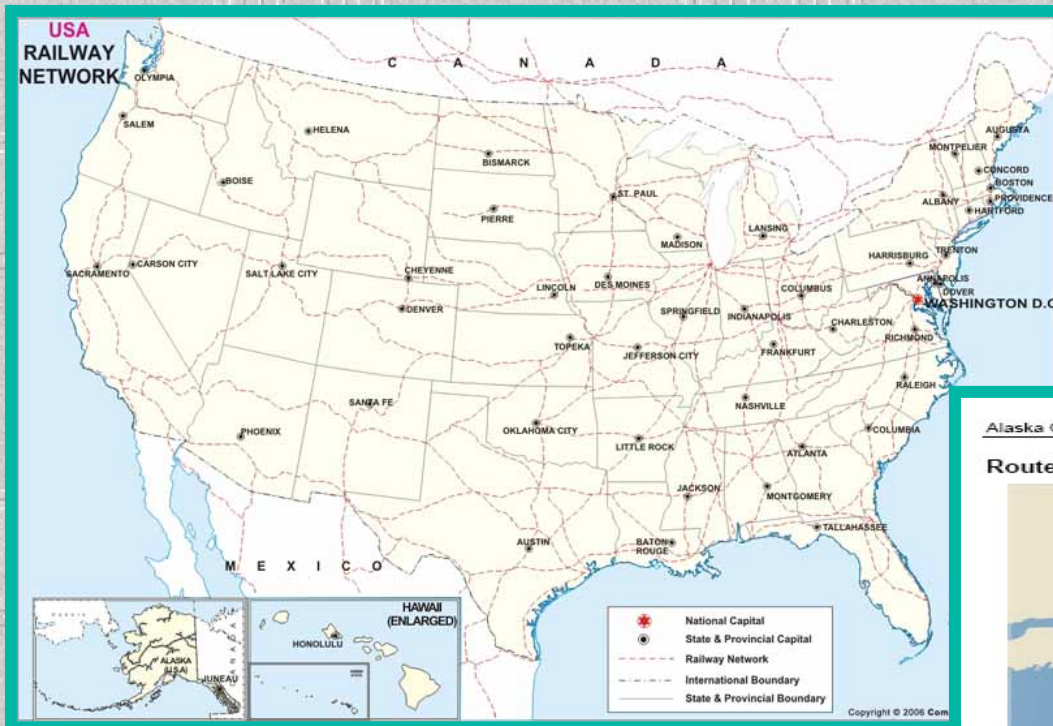 USA
RAILWAY
NETWORK
C A N A D A
OLYMPIA
SALEM
HELENA
BISMARCK
BOISE
PIERRE
ST. PAUL
AUGUSTA
MONTPELIER
CONCORD
BOSTON
PROVIDENCE
ALBANY
HARTFORD
LANSING
MADISON
TRENTON
HARRISBURG
SACRAMENTO
CARSON CITY
SALT LAKE CITY
CHEYENNE
LINCOLN
DES MOINES
COLUMBUS
ANNAPOLIS
DOVER
WASHINGTON D.C
DENVER
SPRINGFIELD
INDIANAPOLIS
CHARLESTON
RICHMOND
TOPEKA
JEFFERSON CITY
FRANKFURT
RALEIGH
SANTA FE
NASHVILLE
PHOENIX
OKLAHOMA CITY
LITTLE ROCK
COLUMBIA
ATLANTA
JACKSON
MONTGOMERY
TALLAHASSEE
AUSTIN
BATON
ROUGE
M E X I C O
RUSSIA
CANADA
ALASKA
(U.S.A)
JUNEAU
HAWAII
(ENLARGED)
HONOLULU
National Capital
State & Provincial Capital
Railway Network
International Boundary
State & Provincial Boundary
Copyright © 2006 Com
Alaska
Route